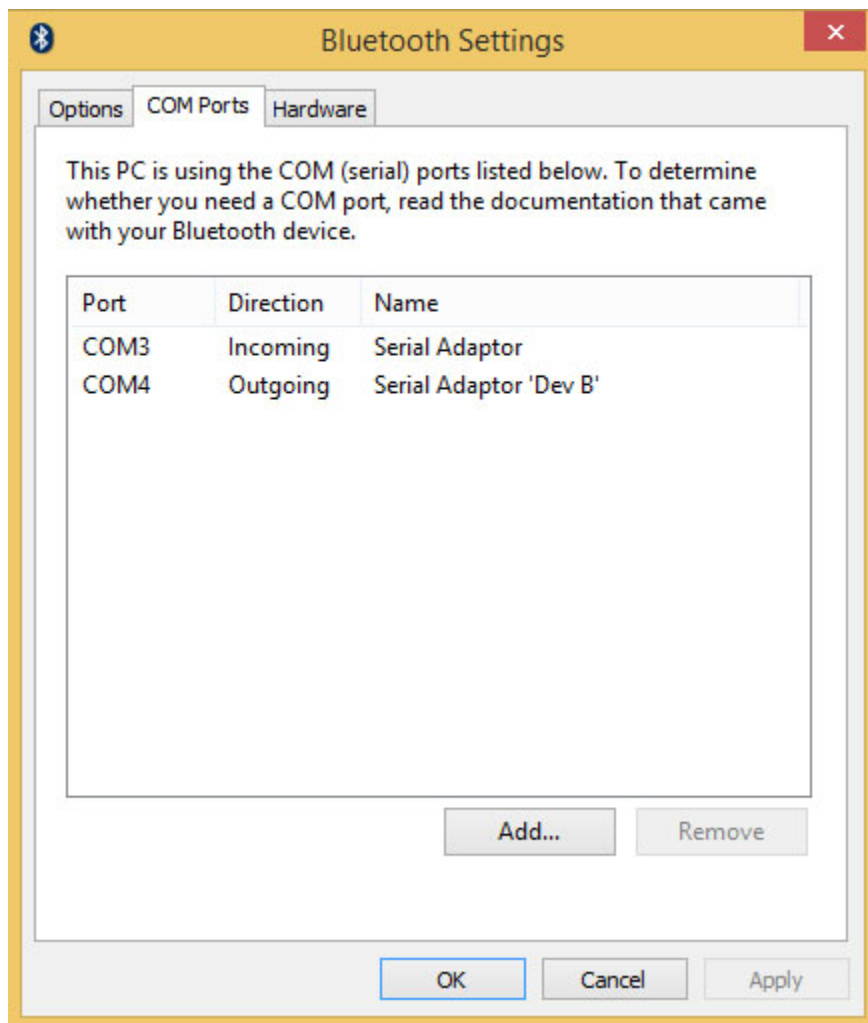 Bluetooth Settings
Options COM Ports Hardware
This PC is using the COM (serial) ports listed below. To determine
whether you need a COM port, read the documentation that came
with your Bluetooth device.
Port Direction Name
COM3 Incoming Serial Adaptor
COM4 Outgoing Serial Adaptor 'Dev B'
Add... Remove
OK Cancel Apply